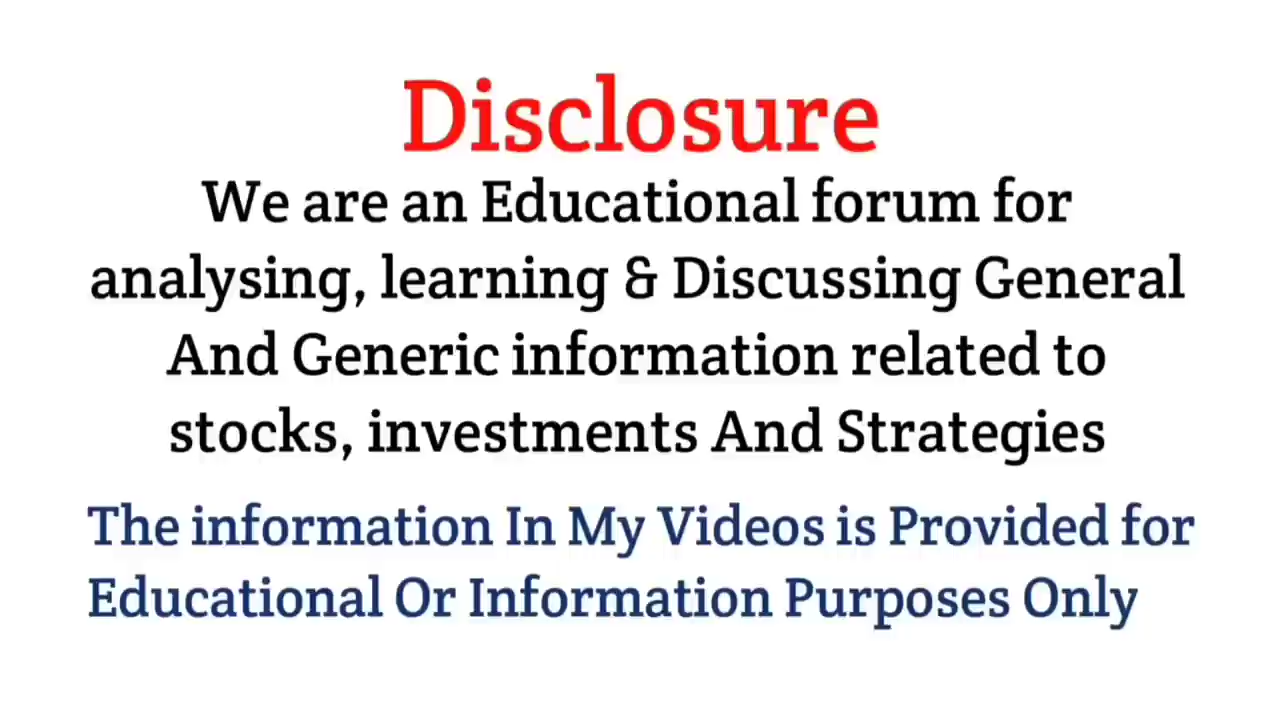 Disclosure
We are an Educational forum for
analysing, learning & Discussing General
And Generic information related to
stocks, investments And Strategies
The information In My Videos is Provided for
Educational Or Information Purposes Only